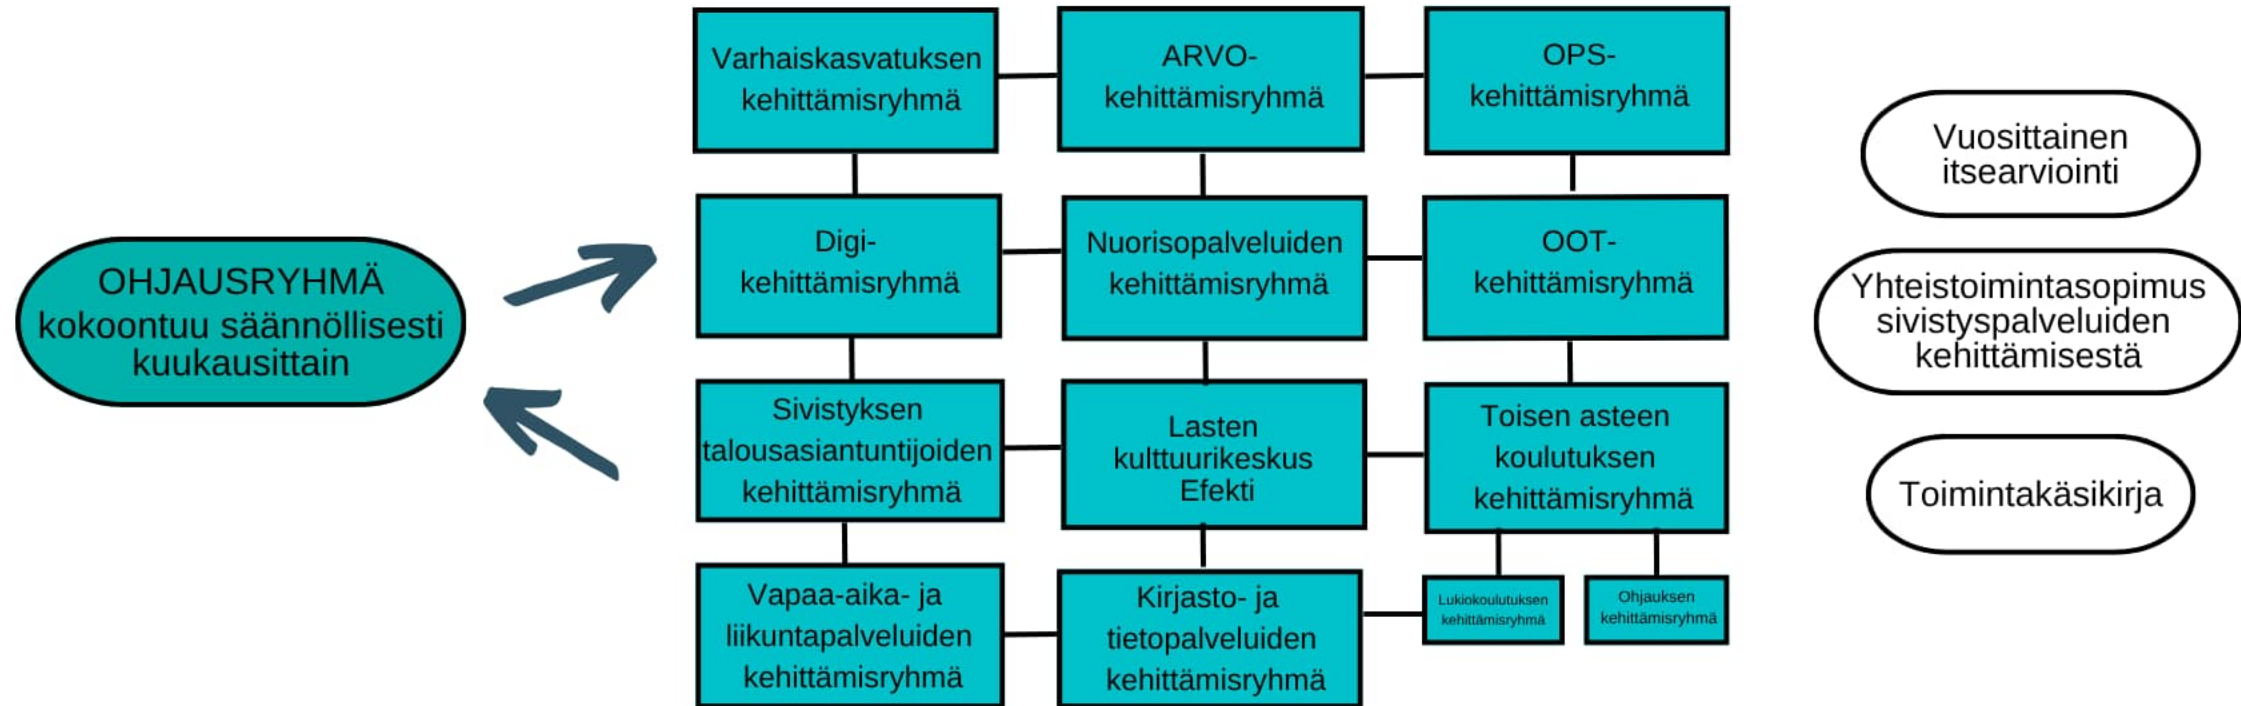 OHJAUSRYHMÄ
kokoontuu säännöllisesti
kuukausittain
Varhaiskasvatuksen
kehittämisryhmä
ARVO-
kehittämisryhmä
OPS-
kehittämisryhmä
Digi-
kehittämisryhmä
Nuorisopalveluiden
kehittämisryhmä
OOT-
kehittämisryhmä
Sivistyksen
talousasiantuntijoiden
kehittämisryhmä
Lasten
kulttuurikeskus
Efekti
Toisen asteen
koulutuksen
kehittämisryhmä
Vapaa-aika- ja
liikuntapalveluiden
kehittämisryhmä
Kirjasto- ja
tietopalveluiden
kehittämisryhmä
Lukiokoulutuksen
kehittämisryhmä
Ohjauksen
kehittämisryhmä
Vuosittainen
itsearviointi
Yhteistoimintasopimus
sivistyspalveluiden
kehittämisestä
Toimintakäsikirja